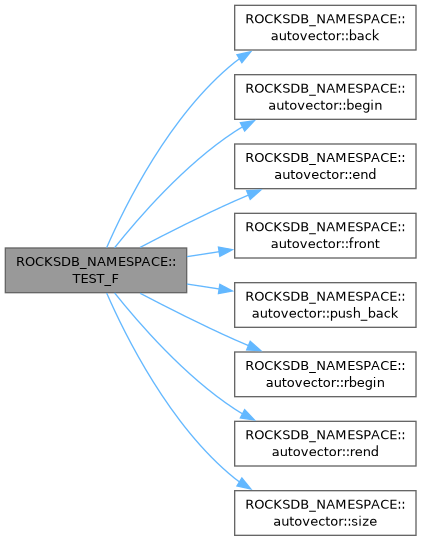 ROCKSDB_NAMESPACE::
TEST_F
ROCKSDB_NAMESPACE::
autovector::back
ROCKSDB_NAMESPACE::
autovector::begin
ROCKSDB_NAMESPACE::
autovector::end
ROCKSDB_NAMESPACE::
autovector::front
ROCKSDB_NAMESPACE::
autovector::push_back
ROCKSDB_NAMESPACE::
autovector::rbegin
ROCKSDB_NAMESPACE::
autovector::rend
ROCKSDB_NAMESPACE::
autovector::size